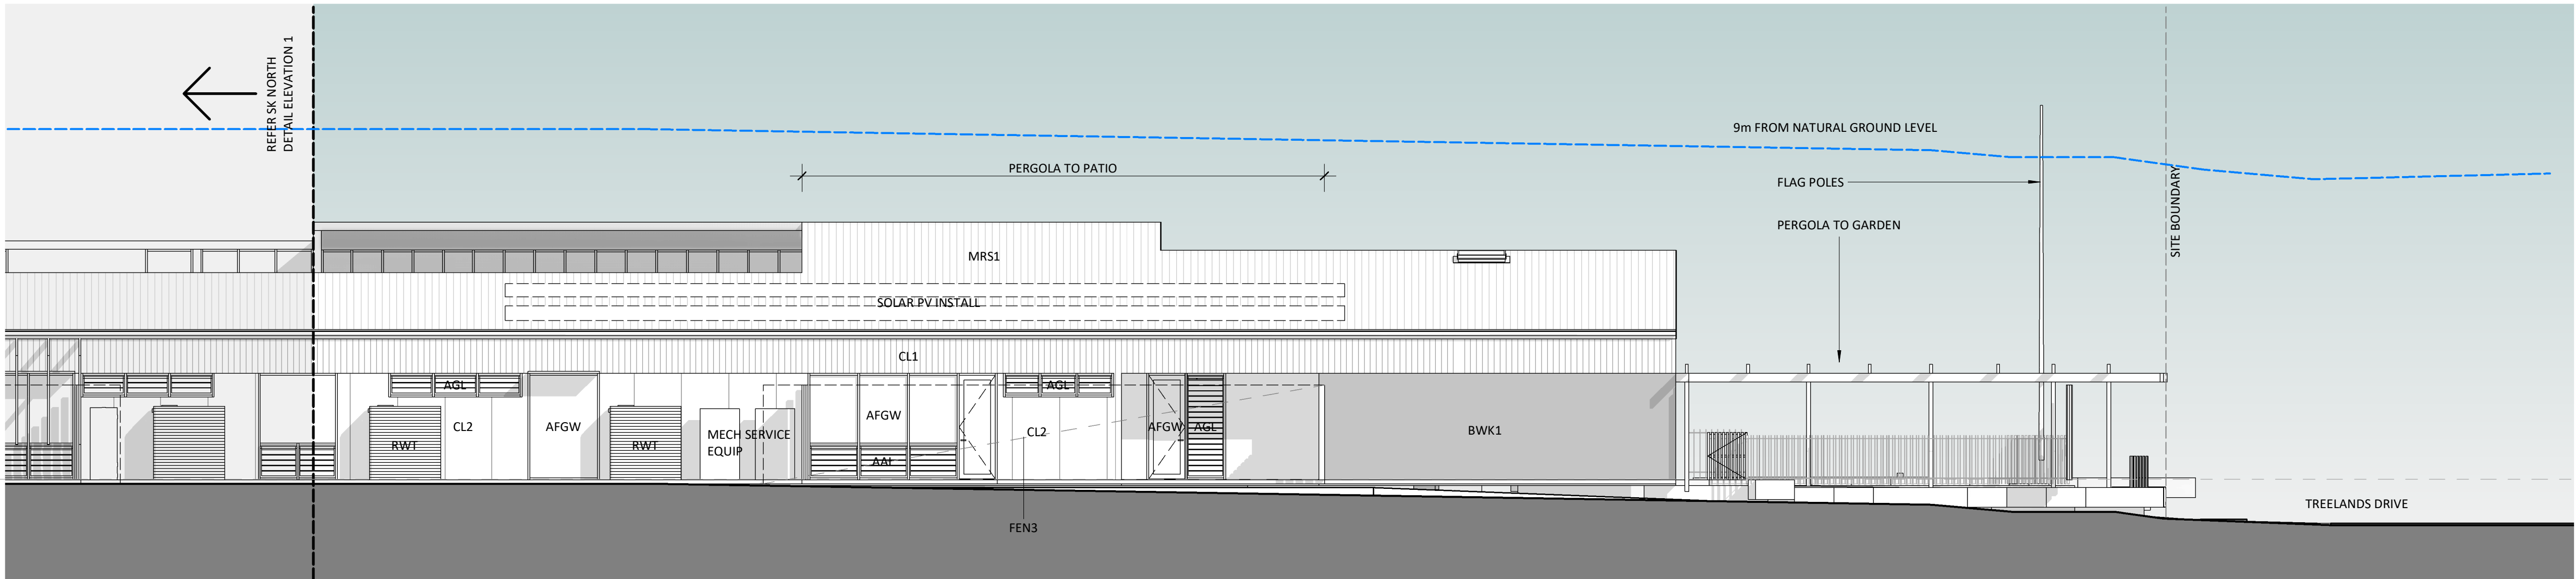 REFER SK NORTH
DETAIL ELEVATION 1
9m FROM NATURAL GROUND LEVEL
PERGOLA TO PATIO
FLAG POLES
SITE BOUNDARY
PERGOLA TO GARDEN
MRS1
SOLAR PV INSTALL
CL1
AGL
AGL
AFGW
CL2
AFGW
RWT
RWT
MECH SERVICE
EQUIP
CL2
AFGW
AGL
BWK1
AAL
TREELANDS DRIVE
FEN3